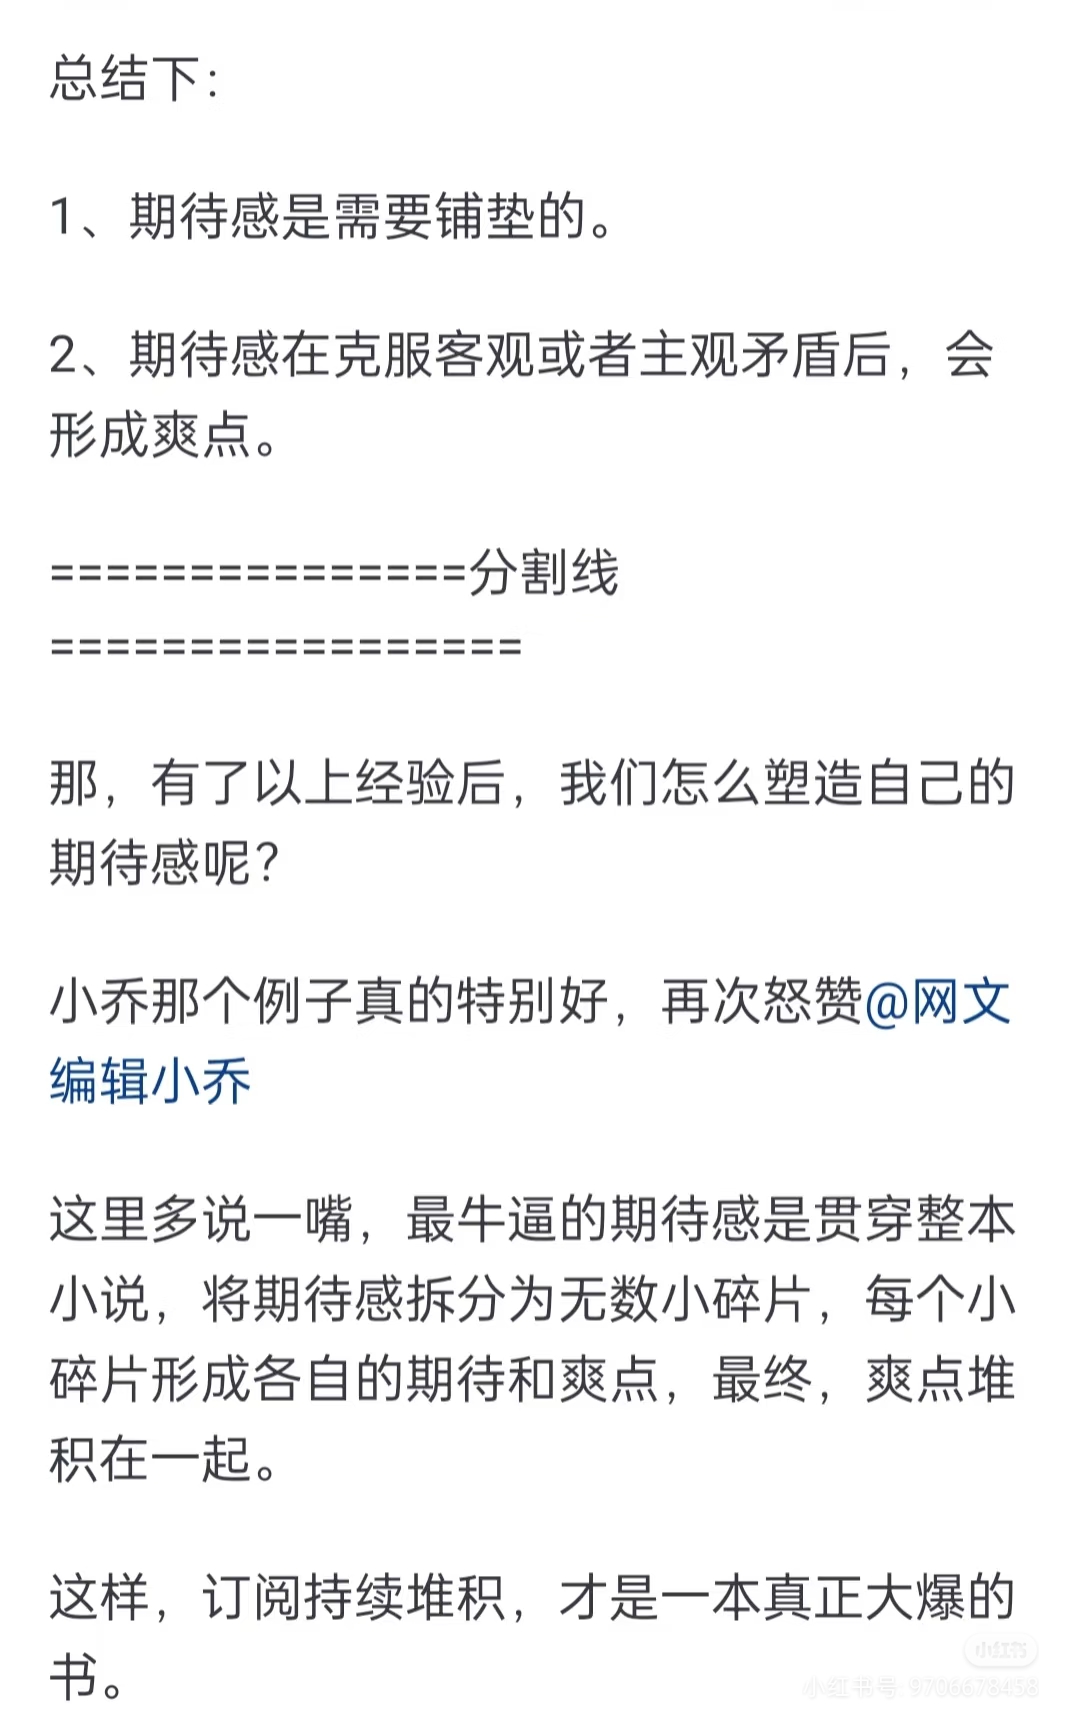 总结下：
1、期待感是需要铺垫的。
2、期待感在克服客观或者主观矛盾后，会
形成爽点。
===============分割线
=================
那，有了以上经验后，我们怎么塑造自己的
期待感呢？
小乔那个例子真的特别好，再次怒赞@网文
编辑小乔
这里多说一嘴，最牛逼的期待感是贯穿整本
小说，将期待感拆分为无数小碎片，每个小
碎片形成各自的期待和爽点，最终，爽点堆
积在一起。
这样，订阅持续堆积，才是一本真正大爆的
书。
小红书
小红书号: 9706678458